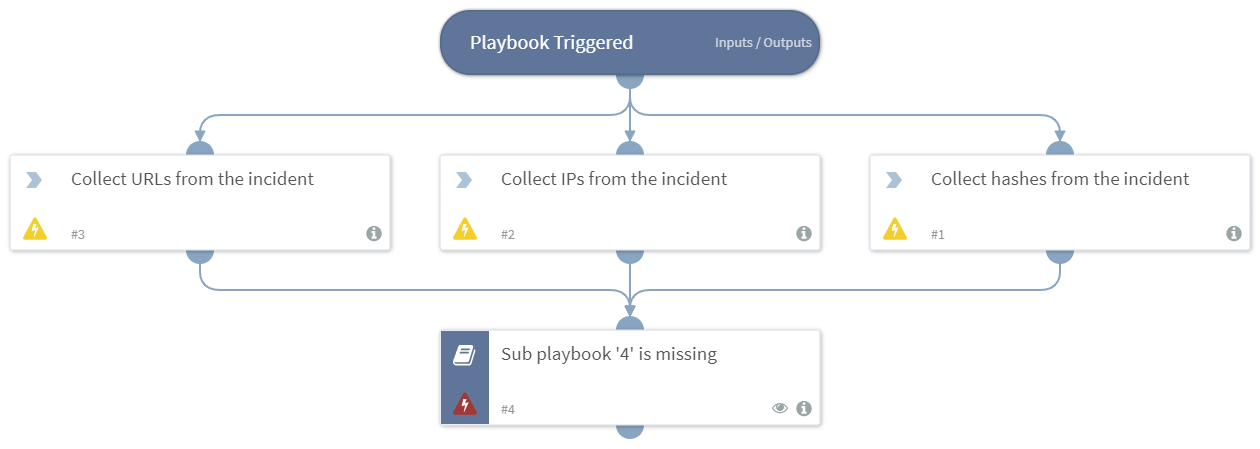 Playbook Triggered
Inputs / Outputs
Collect URLs from the incident
#3
Collect IPs from the incident
#2
Collect hashes from the incident
#1
Sub playbook '4' is missing
#4